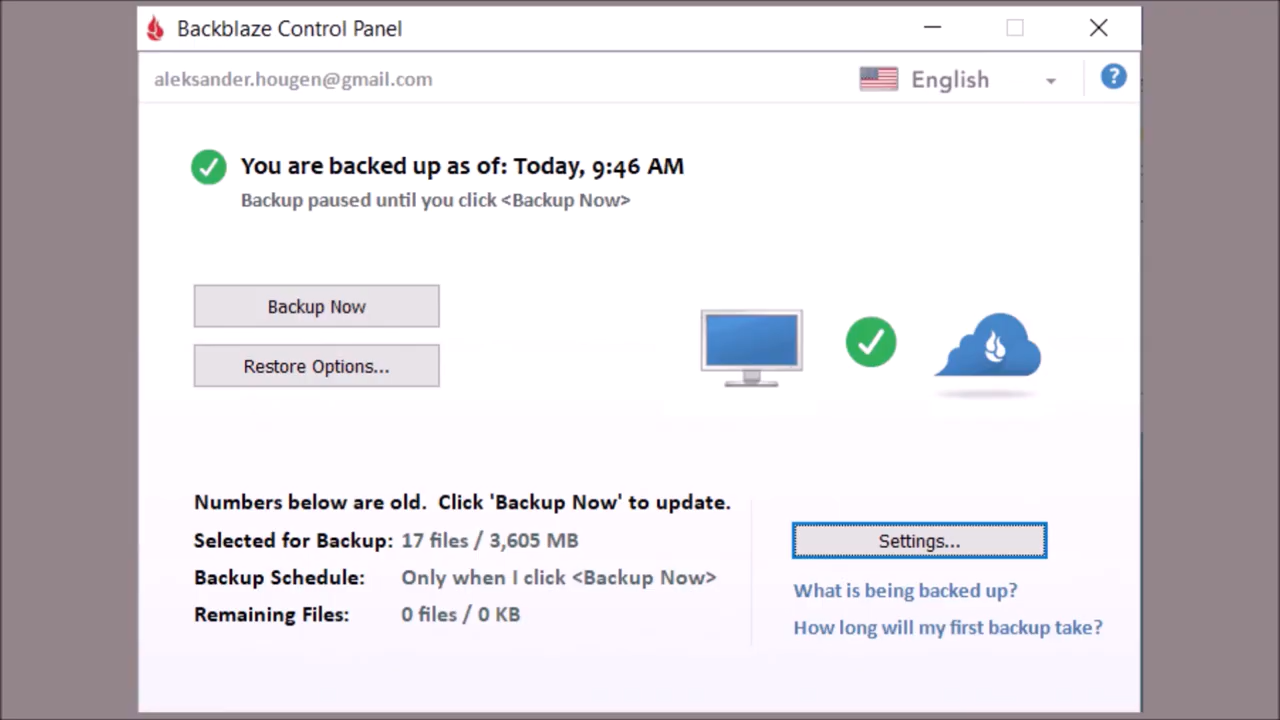 Backblaze Control Panel
aleksander.hougen@gmail.com
English
?
You are backed up as of: Today, 9:46 AM
Backup paused until you click <Backup Now>
Backup Now
Restore Options...
Numbers below are old. Click 'Backup Now' to update.
Selected for Backup: 17 files / 3,605 MB
Backup Schedule: Only when I click <Backup Now>
Remaining Files: 0 files / 0 KB
Settings...
What is being backed up?
How long will my first backup take?